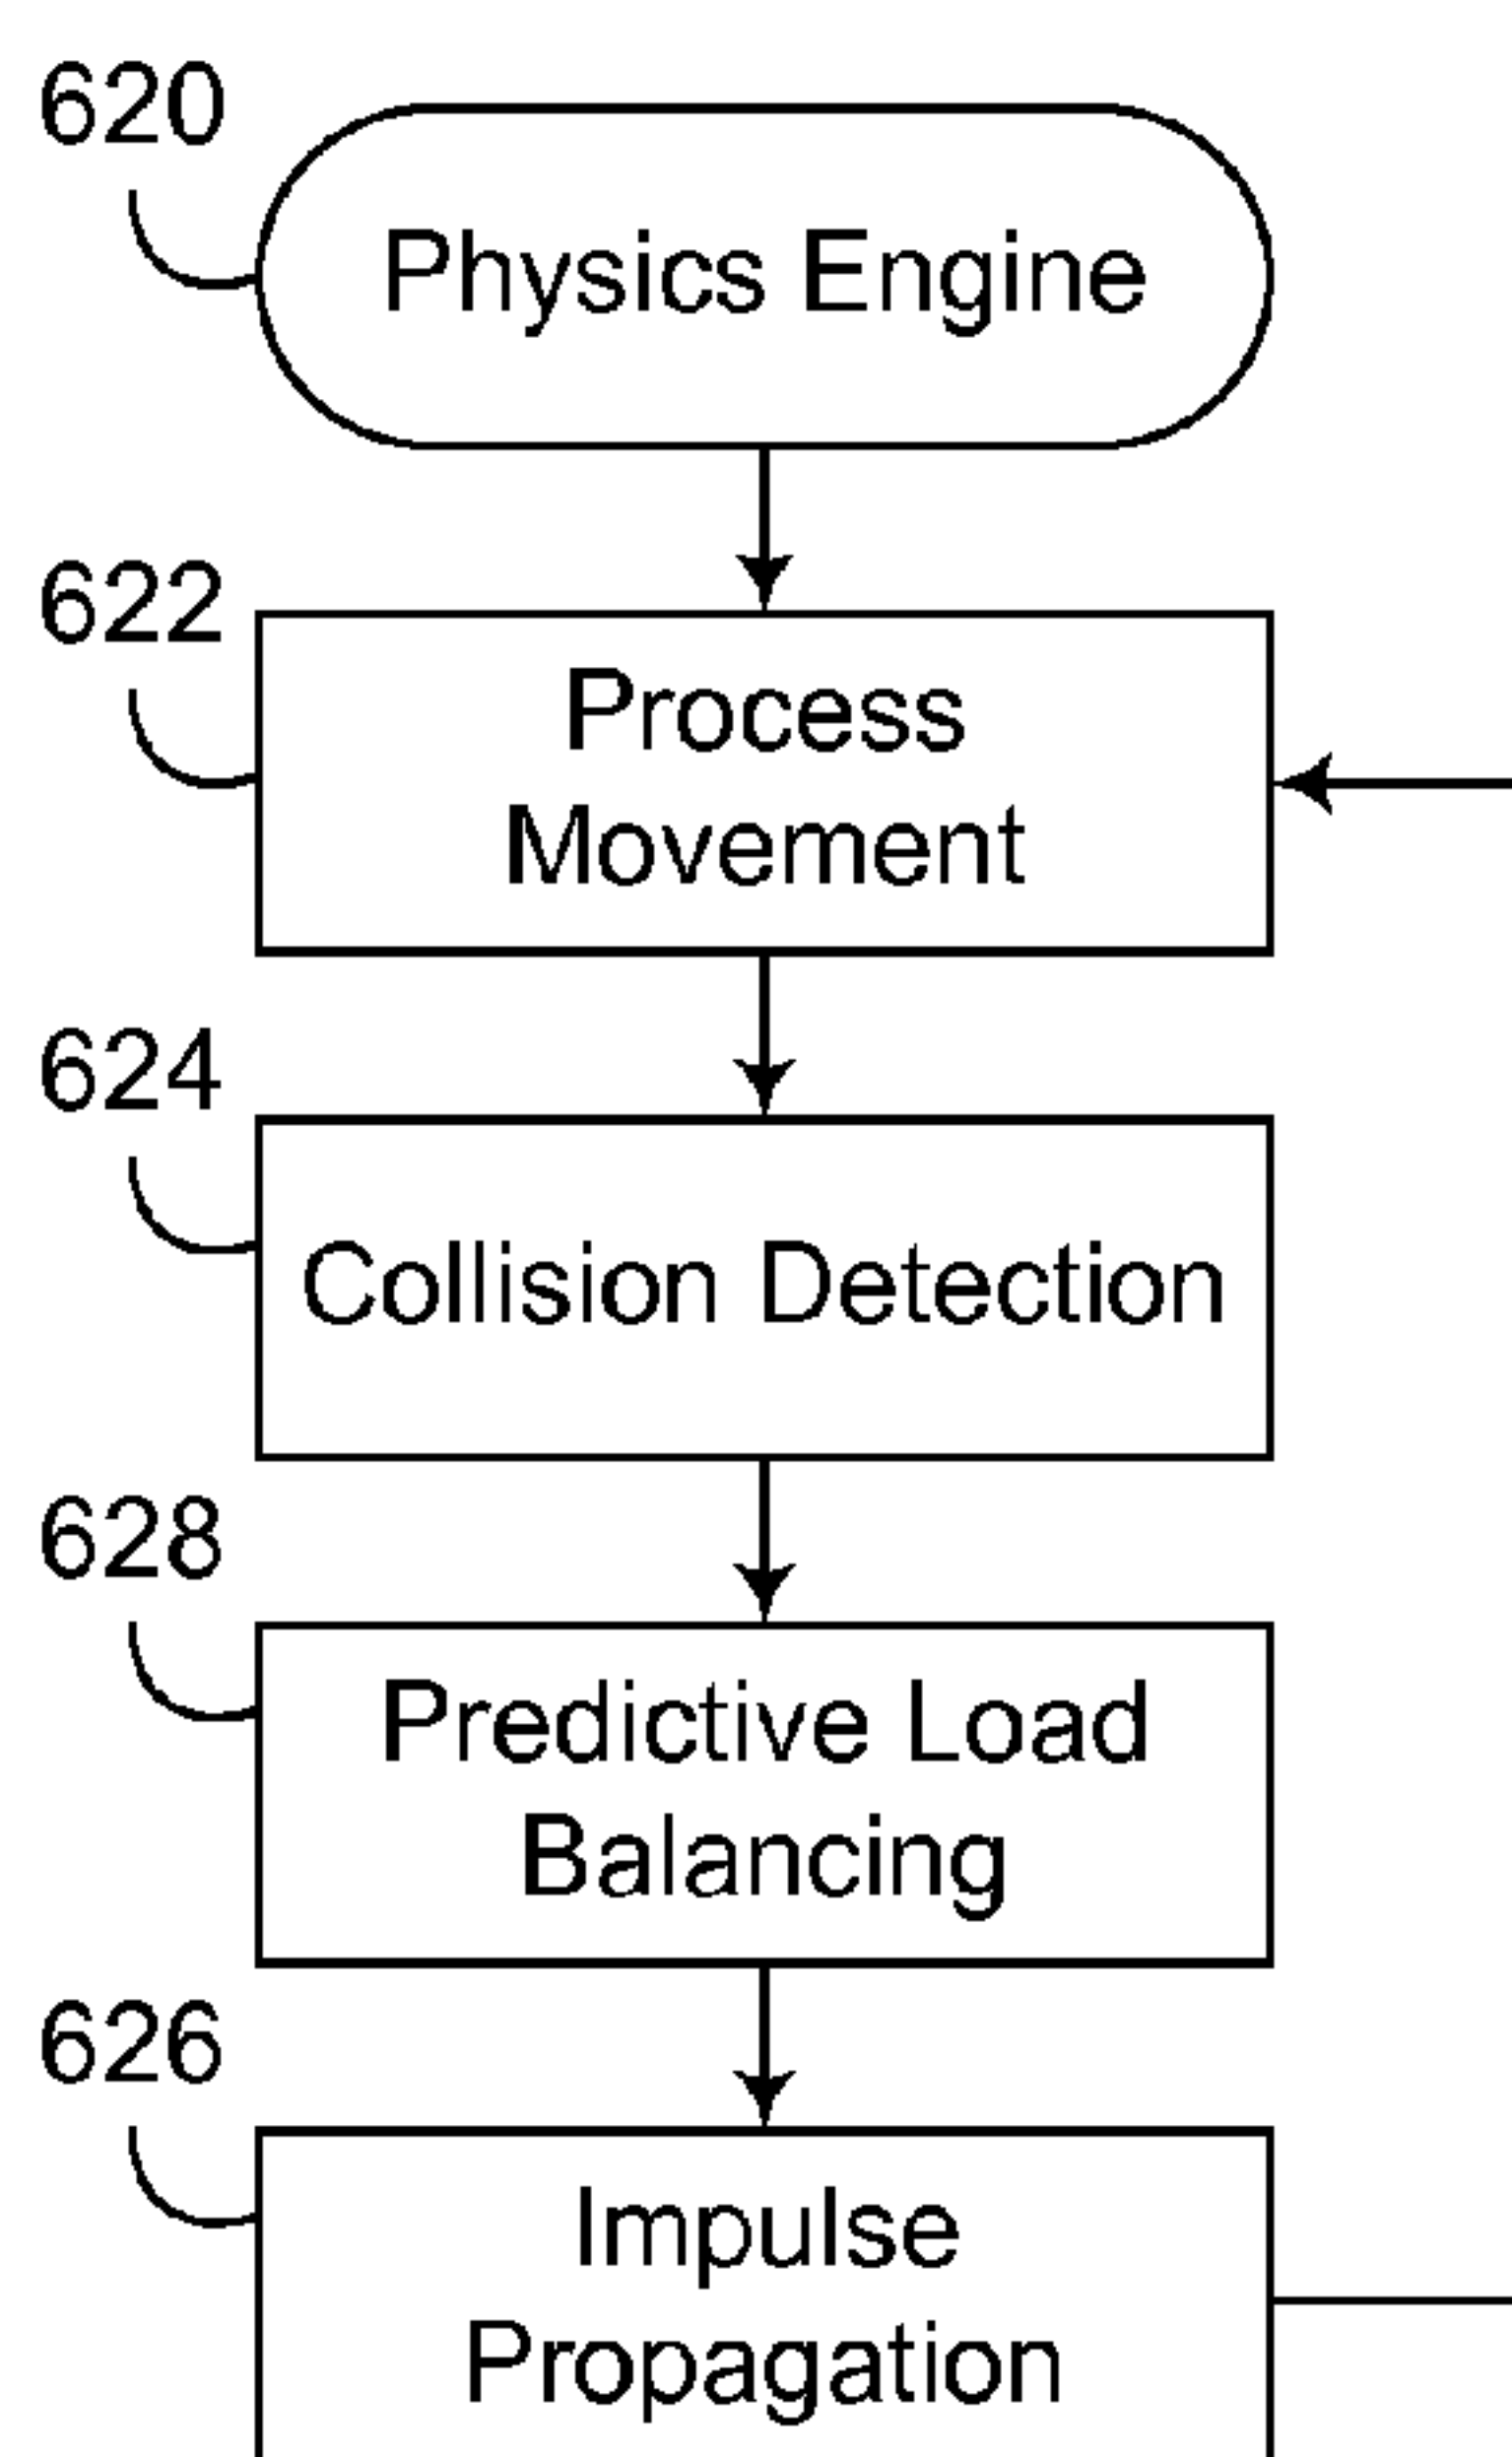 620
Physics Engine
622
Process
Movement
624
Collision Detection
628
Predictive Load
Balancing
626
Impulse
Propagation